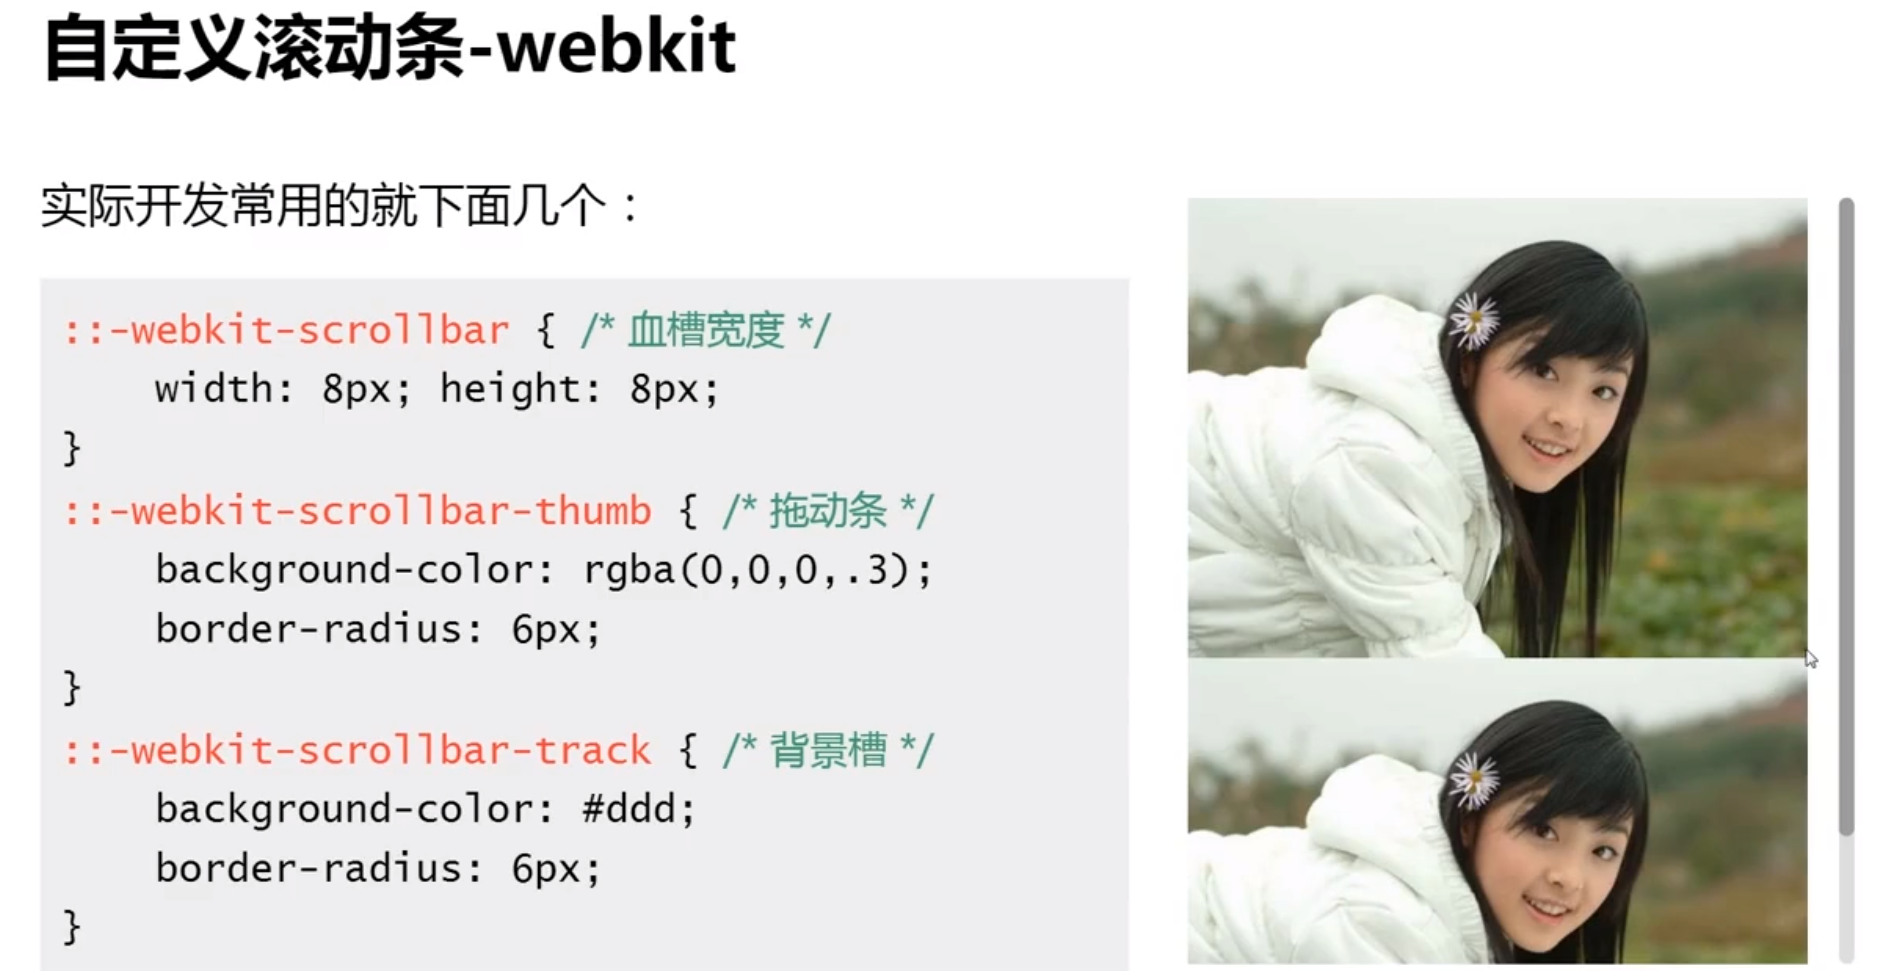 自定义滚动条-webkit
实际开发常用的就下面几个：
::-webkit-scrollbar { /* 血槽宽度 */
width: 8px; height: 8px;
}
::-webkit-scrollbar-thumb { /* 拖动条 */
background-color: rgba(0,0,0,.3);
border-radius: 6px;
}
::-webkit-scrollbar-track { /* 背景槽 */
background-color: #ddd;
border-radius: 6px;
}